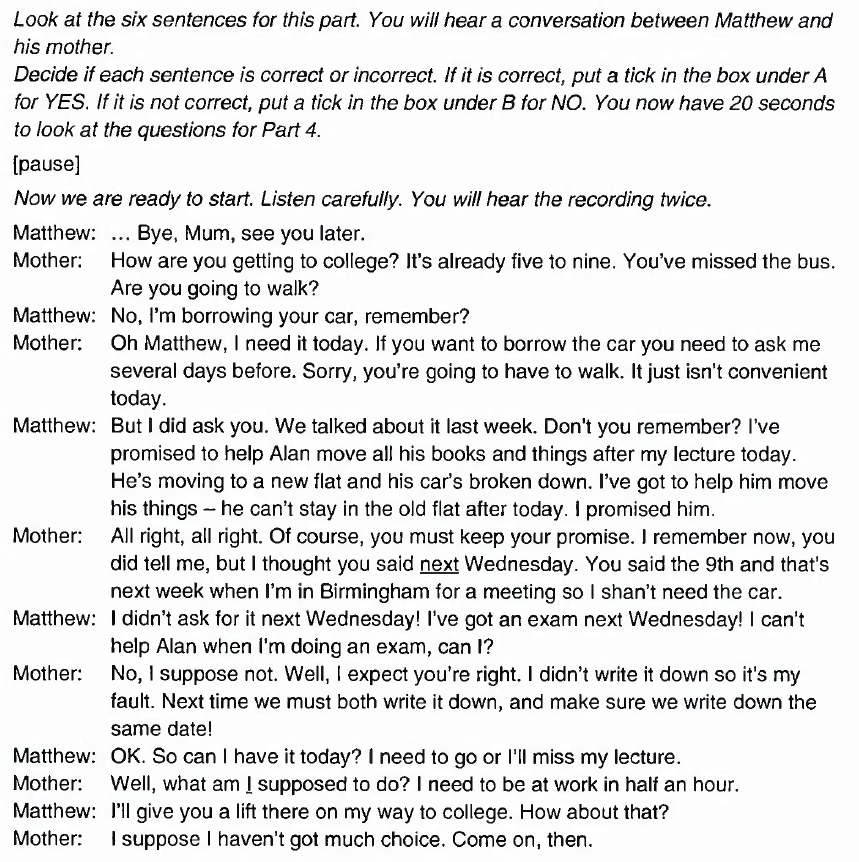 Look at the six sentences for this part. You will hear a conversation between Matthew and
his mother.
Decide if each sentence is correct or incorrect. If it is correct, put a tick in the box under A
for YES. If it is not correct, put a tick in the box under B for NO. You now have 20 seconds
to look at the questions for Part 4.
[pause]
Now we are ready to start. Listen carefully. You will hear the recording twice.
Matthew: ... Bye, Mum, see you later.
Mother: How are you getting to college? It's already five to nine. You've missed the bus.
Are you going to walk?
Matthew: No, I'm borrowing your car, remember?
Mother: Oh Matthew, I need it today. If you want to borrow the car you need to ask me
several days before. Sorry, you're going to have to walk. It just isn't convenient
today.
Matthew: But I did ask you. We talked about it last week. Don't you remember? I've
promised to help Alan move all his books and things after my lecture today.
He's moving to a new flat and his car's broken down. I've got to help him move
his things – he can't stay in the old flat after today. I promised him.
Mother: All right, all right. Of course, you must keep your promise. I remember now, you
did tell me, but I thought you said next Wednesday. You said the 9th and that's
next week when I'm in Birmingham for a meeting so I shan't need the car.
Matthew: I didn't ask for it next Wednesday! I've got an exam next Wednesday! I can't
help Alan when I'm doing an exam, can I?
Mother: No, I suppose not. Well, I expect you're right. I didn't write it down so it's my
fault. Next time we must both write it down, and make sure we write down the
same date!
Matthew: OK. So can I have it today? I need to go or I'll miss my lecture.
Mother: Well, what am I supposed to do? I need to be at work in half an hour.
Matthew: I'll give you a lift there on my way to college. How about that?
Mother: I suppose I haven't got much choice. Come on, then.